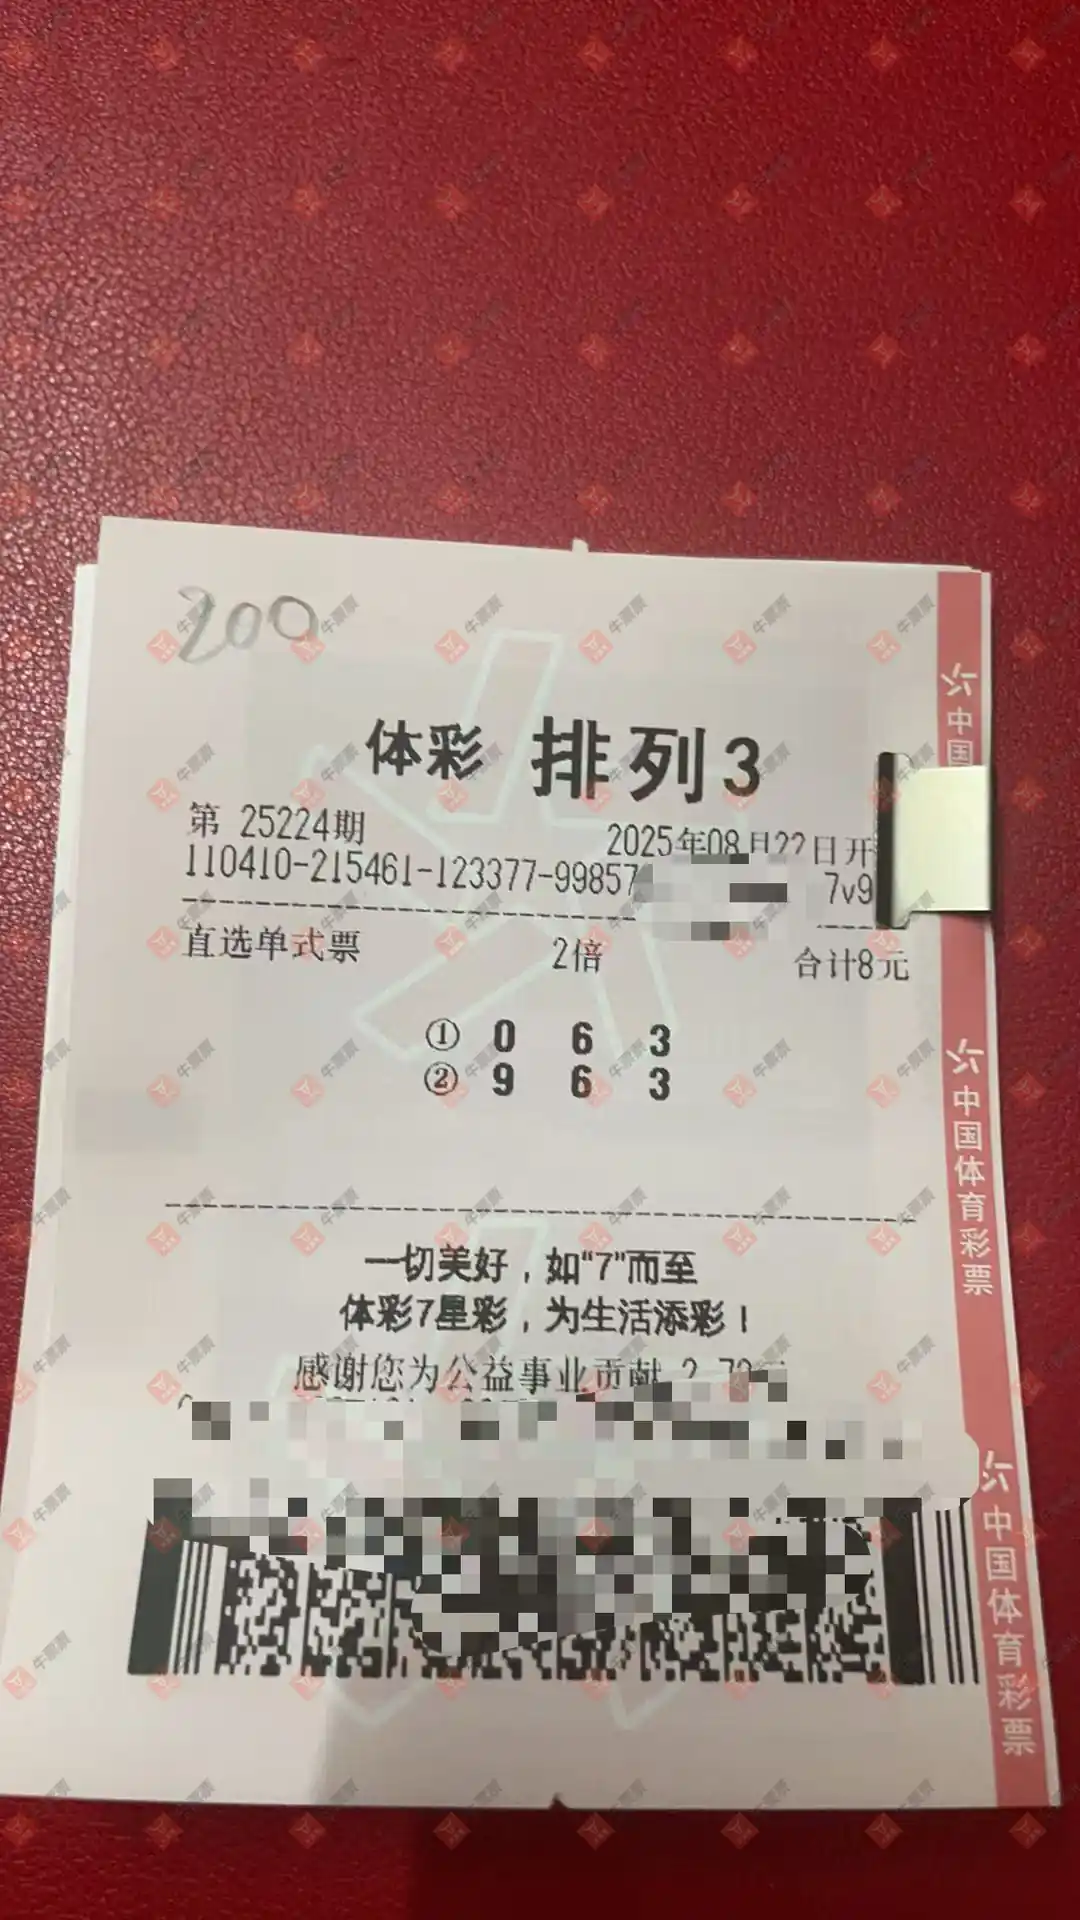 200
体彩 排列3
第 25224期 2025年08月22日开
110410-215461-123377-99857 7v9
直选单式票 2倍 合计8元
① 0 6 3
② 9 6 3
一切美好，如“7”而至
体彩7星彩，为生活添彩！
感谢您为公益事业贡献 2.72
中国
中国体育彩票
中国体育彩票
牛票票